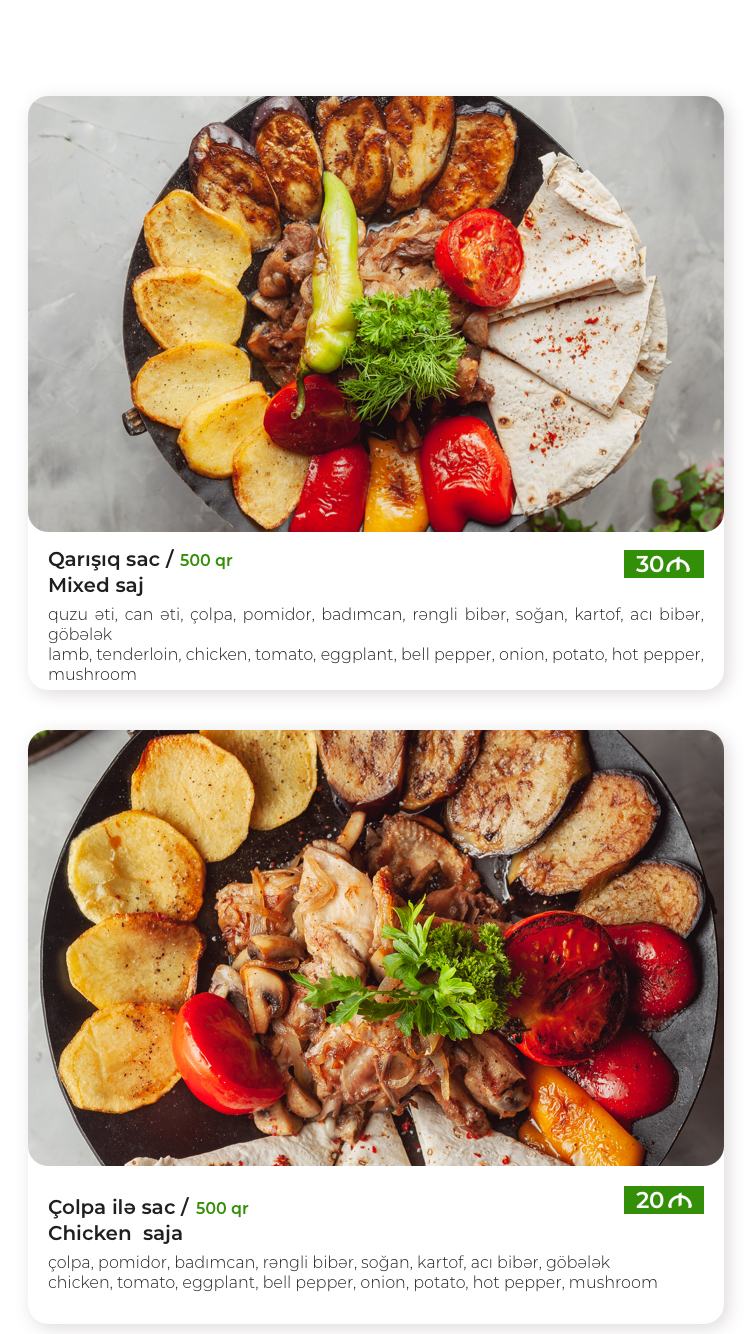 Qarışıq sac / 500 qr
30₼
Mixed saj
quzu əti, can əti, çolpa, pomidor, badımcan, rəngli bibər, soğan, kartof, acı bibər,
göbələk
lamb, tenderloin, chicken, tomato, eggplant, bell pepper, onion, potato, hot pepper,
mushroom
Çolpa ilə sac / 500 qr
20₼
Chicken  saja
çolpa, pomidor, badımcan, rəngli bibər, soğan, kartof, acı bibər, göbələk
chicken, tomato, eggplant, bell pepper, onion, potato, hot pepper, mushroom